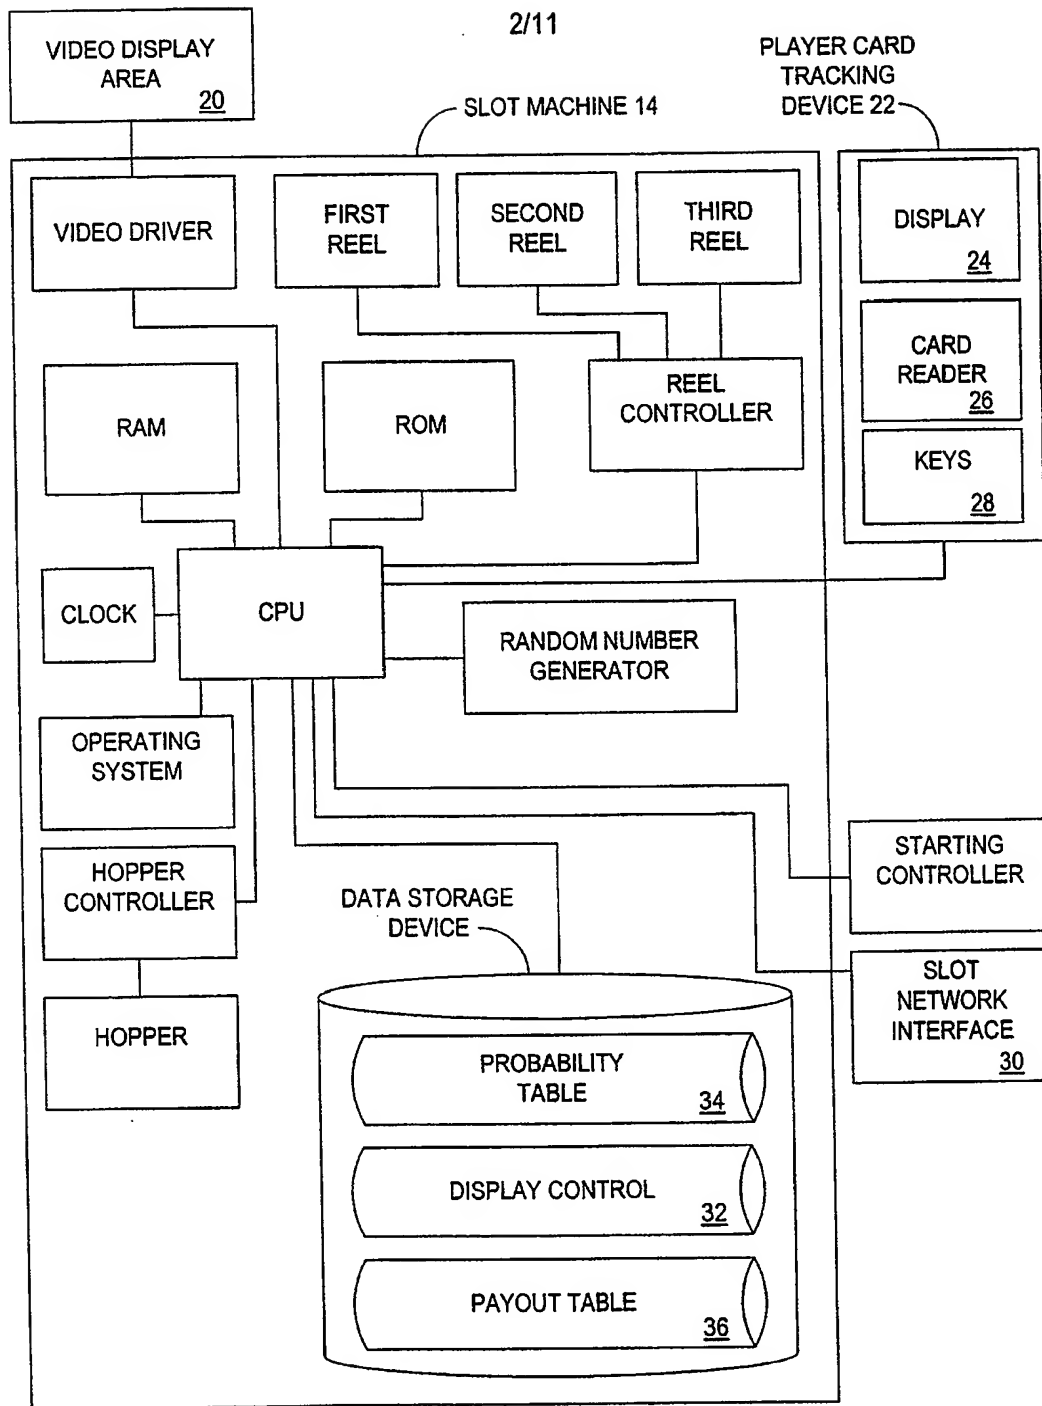 2/11
VIDEO DISPLAY
AREA
20
SLOT MACHINE 14
PLAYER CARD
TRACKING
DEVICE 22
VIDEO DRIVER
FIRST
REEL
SECOND
REEL
THIRD
REEL
DISPLAY
24
RAM
ROM
REEL
CONTROLLER
CARD
READER
26
KEYS
28
CLOCK
CPU
RANDOM NUMBER
GENERATOR
OPERATING
SYSTEM
HOPPER
CONTROLLER
STARTING
CONTROLLER
DATA STORAGE
DEVICE
SLOT
NETWORK
INTERFACE
30
HOPPER
PROBABILITY
TABLE
34
DISPLAY CONTROL
32
PAYOUT TABLE
36